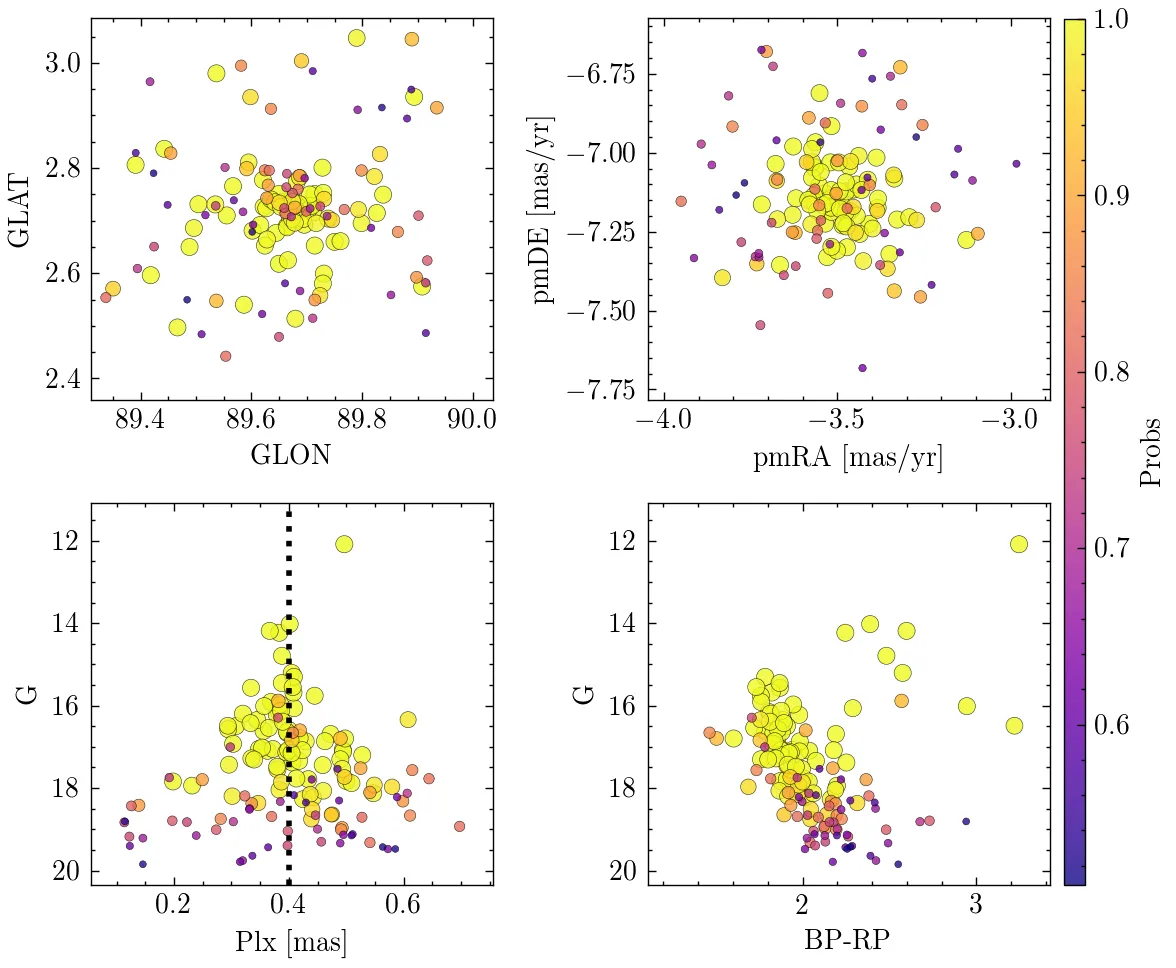 3.0
2.8
2.6
2.4
GLAT
89.4 89.6 89.8 90.0
GLON
−6.75
−7.00
−7.25
−7.50
−7.75
pmDE [mas/yr]
−4.0 −3.5 −3.0
pmRA [mas/yr]
12
14
16
18
20
G
0.2 0.4 0.6
Plx [mas]
12
14
16
18
20
G
2 3
BP-RP
1.0
0.9
0.8
0.7
0.6
Probs